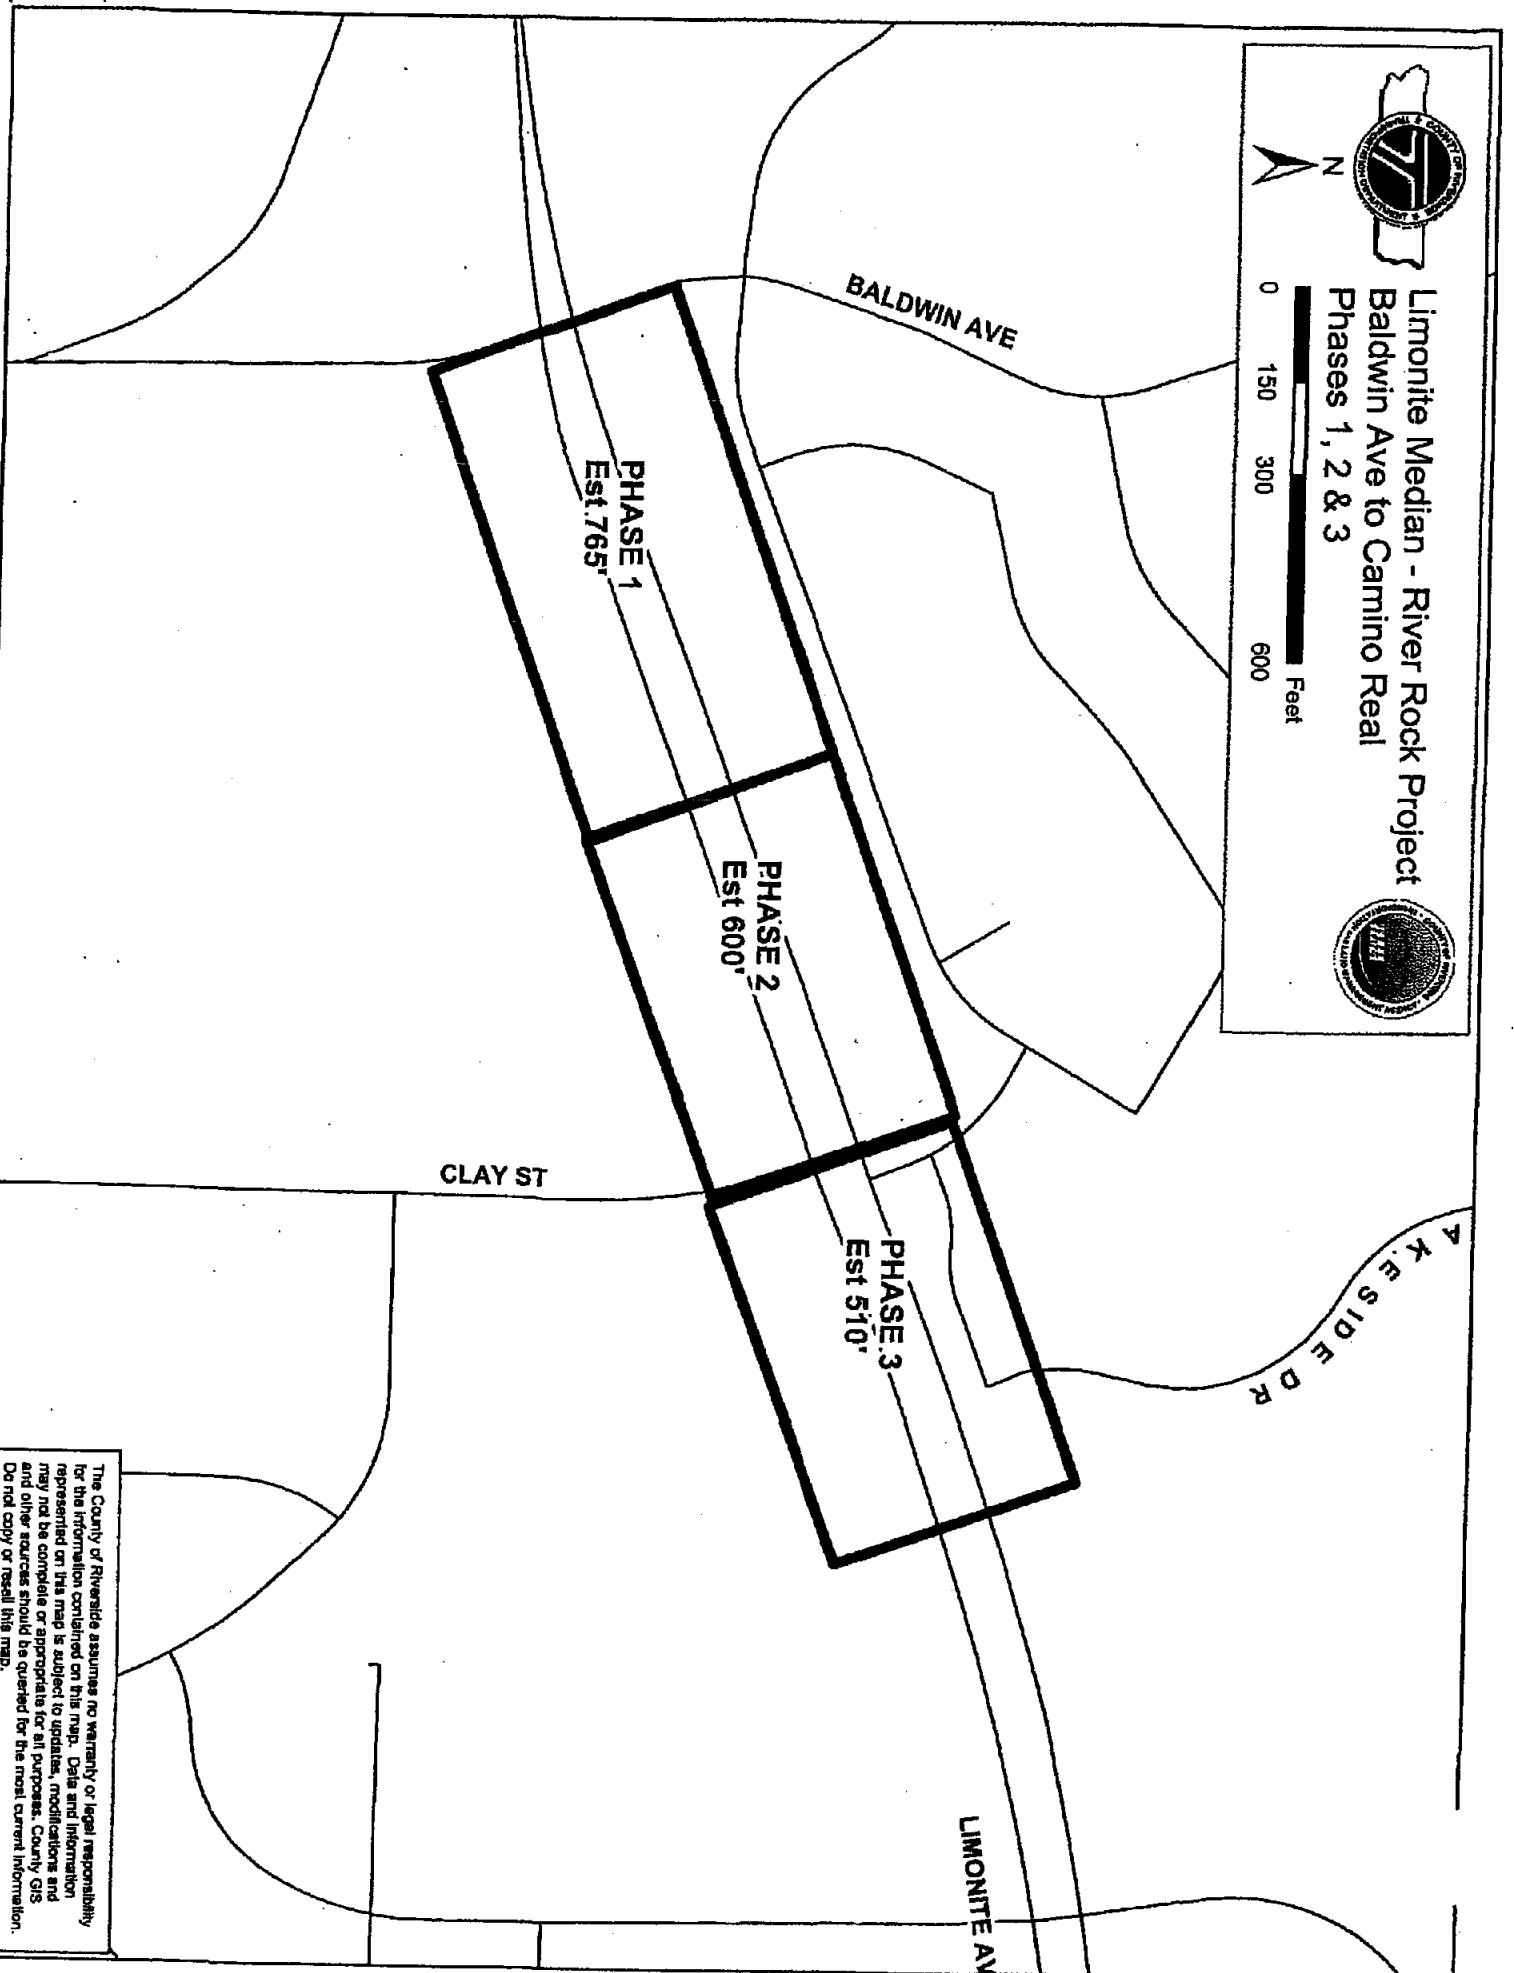 Limonite Median - River Rock Project
Baldwin Ave to Camino Real
Phases 1, 2 & 3
N
0 150 300 600
Feet
BALDWIN AVE
PHASE 1
Est.765'
PHASE 2
Est 600'
PHASE 3
Est 510'
CLAY ST
AKESIDE DR
LIMONITE AV
The County of Riverside assumes no warranty or legal responsibility
for the information contained on this map. Data and information
represented on this map is subject to updates, modifications and
may not be complete or appropriate for all purposes. County GIS
and other sources should be queried for the most current information.
Do not copy or resell this map.